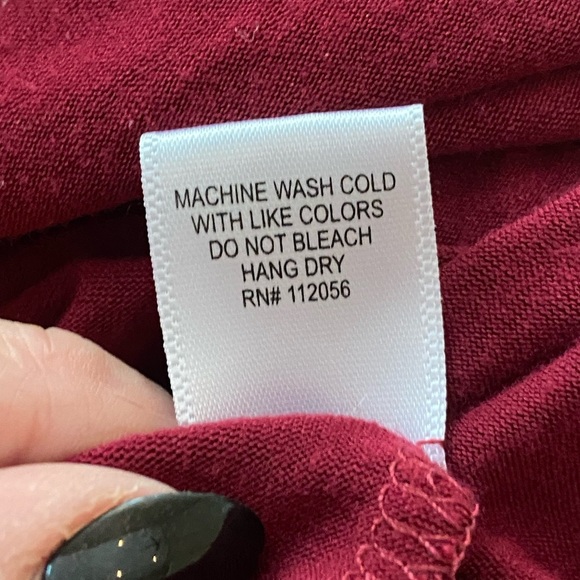 MACHINE WASH COLD
WITH LIKE COLORS
DO NOT BLEACH
HANG DRY
RN# 112056